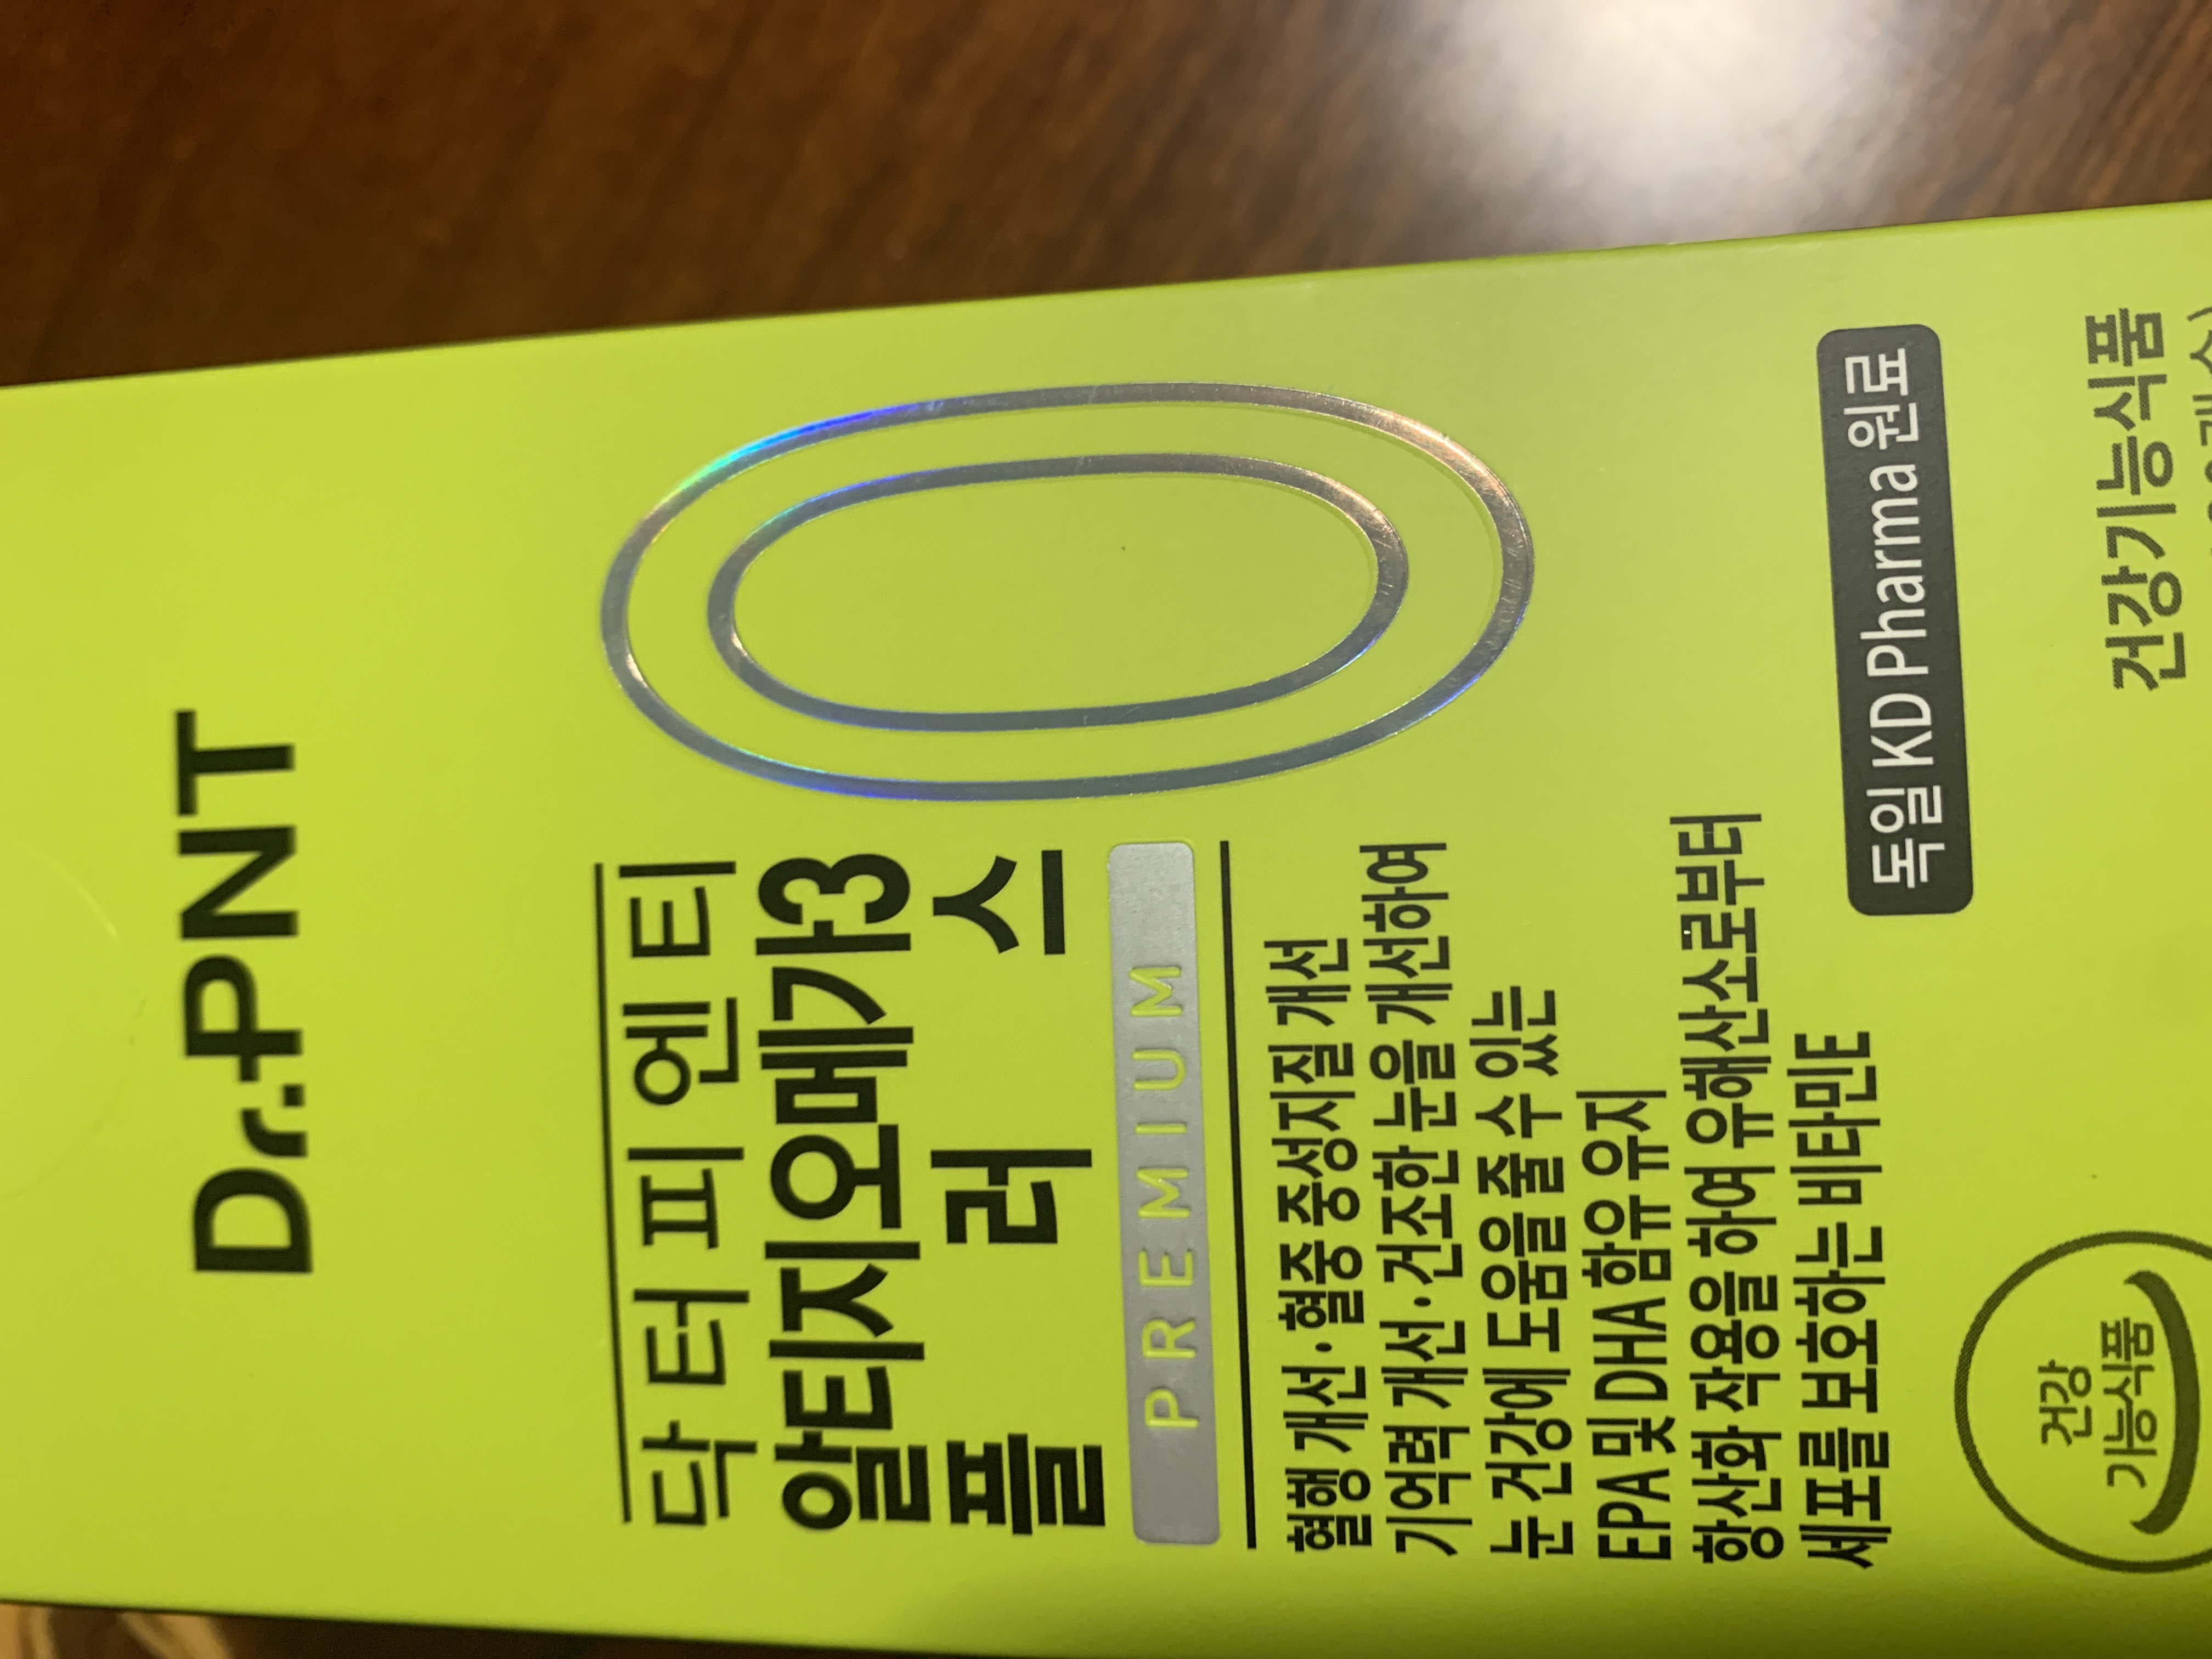 Dr.PNT
닥터피엔티
알티지오메가3
플러스
PREMIUM
혈행 개선·혈중 중성지질 개선
기억력 개선·건조한 눈을 개선하여
눈 건강에 도움을 줄 수 있는
EPA 및 DHA 함유 유지
항산화 작용을 하여 유해산소로부터
세포를 보호하는 비타민E
독일 KD Pharma 원료
건강
기능식품
건강기능식품